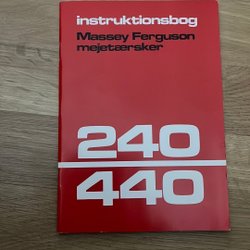 instruktionsbog
Massey Ferguson
mejetærsker
240
440